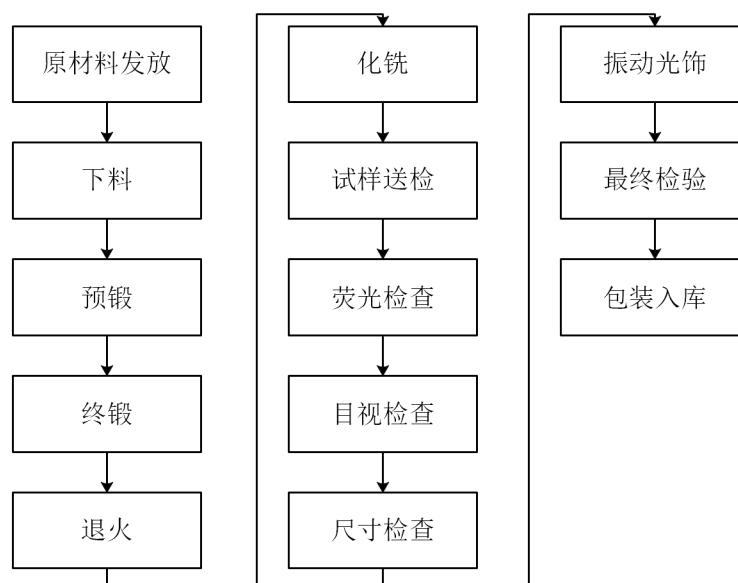 原材料发放
下料
预锻
终锻
退火
化铣
试样送检
荧光检查
目视检查
尺寸检查
振动光饰
最终检验
包装入库